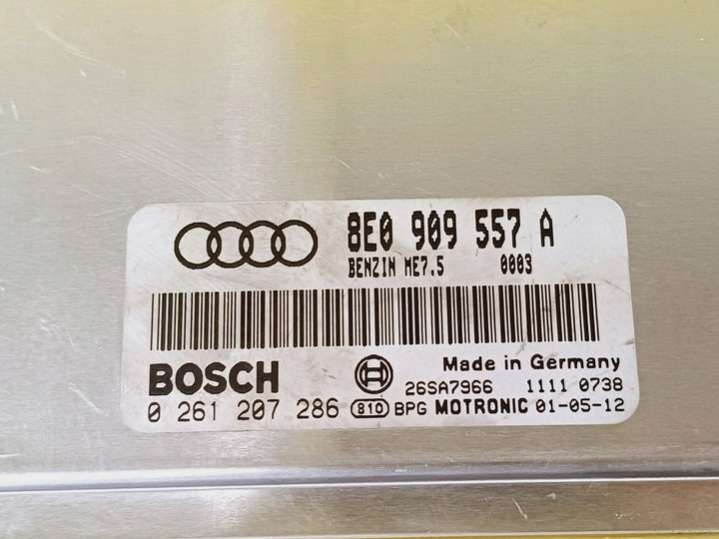 8E0 909 557 A
BENZIN ME7.5 0003
BOSCH
Made in Germany
26SA7966 1111 0738
0 261 207 286 810 BPG MOTRONIC 01-05-12